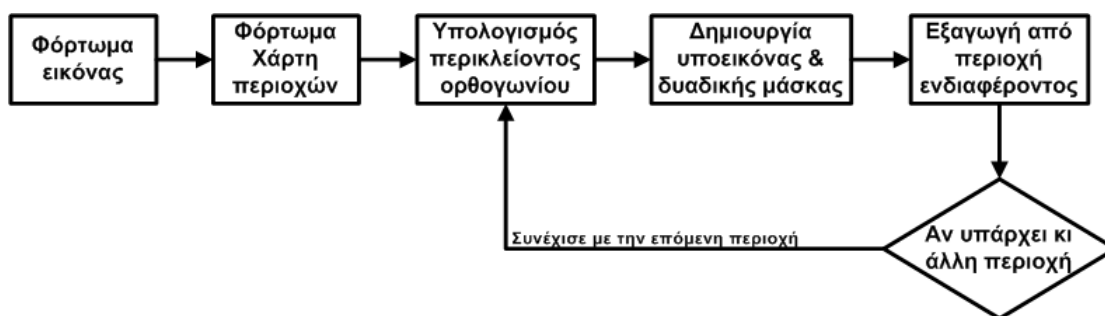 Φόρτωμα
εικόνας
Φόρτωμα
Χάρτη
περιοχών
Υπολογισμός
περικλείοντος
ορθογωνίου
Δημιουργία
υποεικόνας &
δυαδικής μάσκας
Εξαγωγή από
περιοχή
ενδιαφέροντος
Συνέχισε με την επόμενη περιοχή
Αν υπάρχει κι
άλλη περιοχή